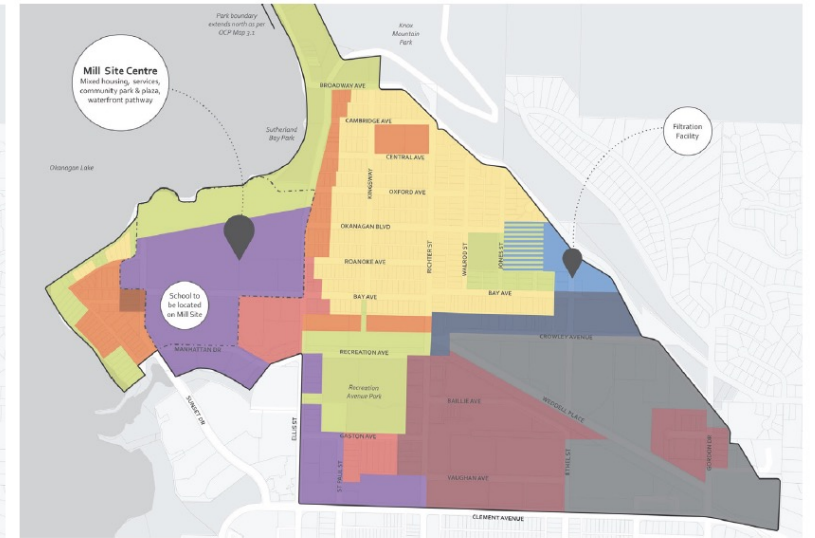 Park boundary
extends north as per
OCP Map 3.1
Knox
Mountain
Park
Mill Site Centre
Mixed housing, services,
community park & plaza,
waterfront pathway
BROADWAY AVE
CAMBRIDGE AVE
Filtration
Facility
Sutherland
Bay Park
CENTRAL AVE
Okanagan Lake
KINGSWAY
OXFORD AVE
OKANAGAN BLVD
RICHTER ST
WALROD ST
JONES ST
ROANOKE AVE
School to
be located
on Mill Site
BAY AVE
BAY AVE
CROWLEY AVENUE
MANHATTAN DR
RECREATION AVE
Recreation
Avenue Park
SUNSET DR
BAILLIE AVE
WEDDELL PLACE
ELLIS ST
GASTON AVE
GORDON DR
ETHEL ST
ST PAUL ST
VAUGHAN AVE
CLEMENT AVENUE